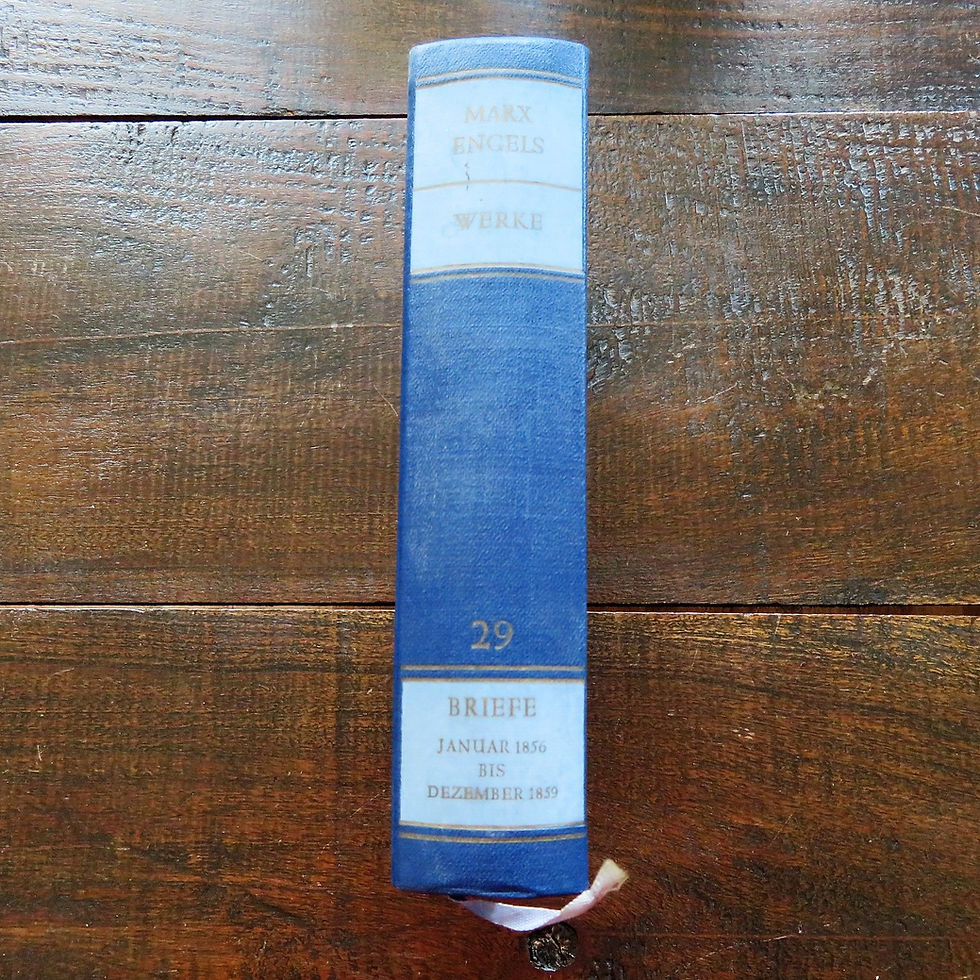 MARX
ENGELS
WERKE
29
BRIEFE
JANUAR 1856
BIS
DEZEMBER 1859